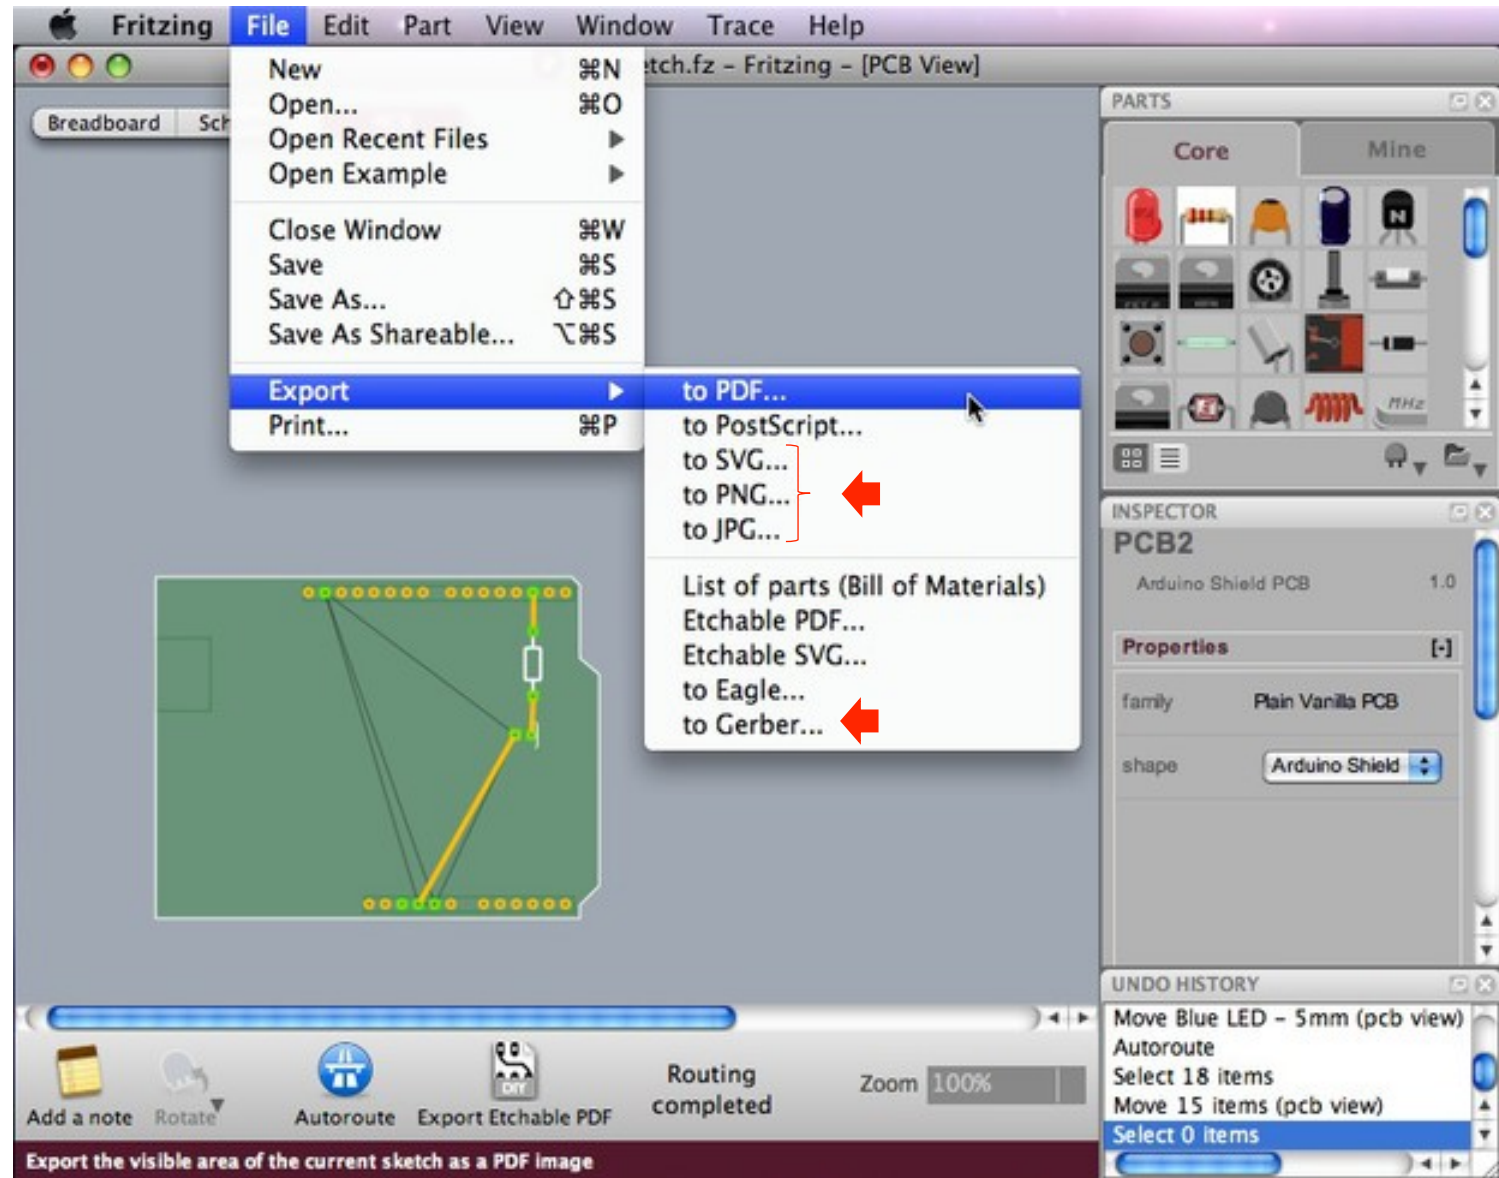 Fritzing File Edit Part View Window Trace Help
etch.fz – Fritzing – [PCB View]
Breadboard Sch
New ⌘N
Open... ⌘O
Open Recent Files ▶
Open Example ▶
Close Window ⌘W
Save ⌘S
Save As... ⇧⌘S
Save As Shareable... ⌥⌘S
Export ▶
Print... ⌘P
to PDF...
to PostScript...
to SVG...
to PNG...
to JPG...
List of parts (Bill of Materials)
Etchable PDF...
Etchable SVG...
to Eagle...
to Gerber...
PARTS
Core Mine
N
MHz
INSPECTOR
PCB2
Arduino Shield PCB 1.0
Properties [-]
family Plain Vanilla PCB
shape Arduino Shield
UNDO HISTORY
Move Blue LED – 5mm (pcb view)
Autoroute
Select 18 items
Move 15 items (pcb view)
Select 0 items
Add a note
Rotate
Autoroute
DIY
Export Etchable PDF
Routing
completed
Zoom 100%
Export the visible area of the current sketch as a PDF image